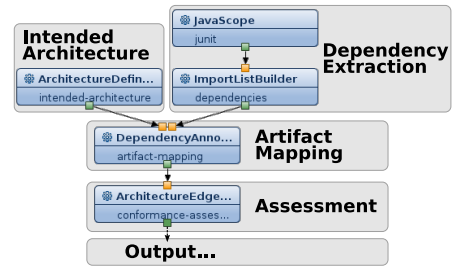 Intended
Architecture
JavaScope
junit
Dependency
Extraction
ArchitectureDefin...
intended-architecture
ImportListBuilder
dependencies
DependencyAnno...
artifact-mapping
Artifact
Mapping
ArchitectureEdge...
conformance-asses...
Assessment
Output...